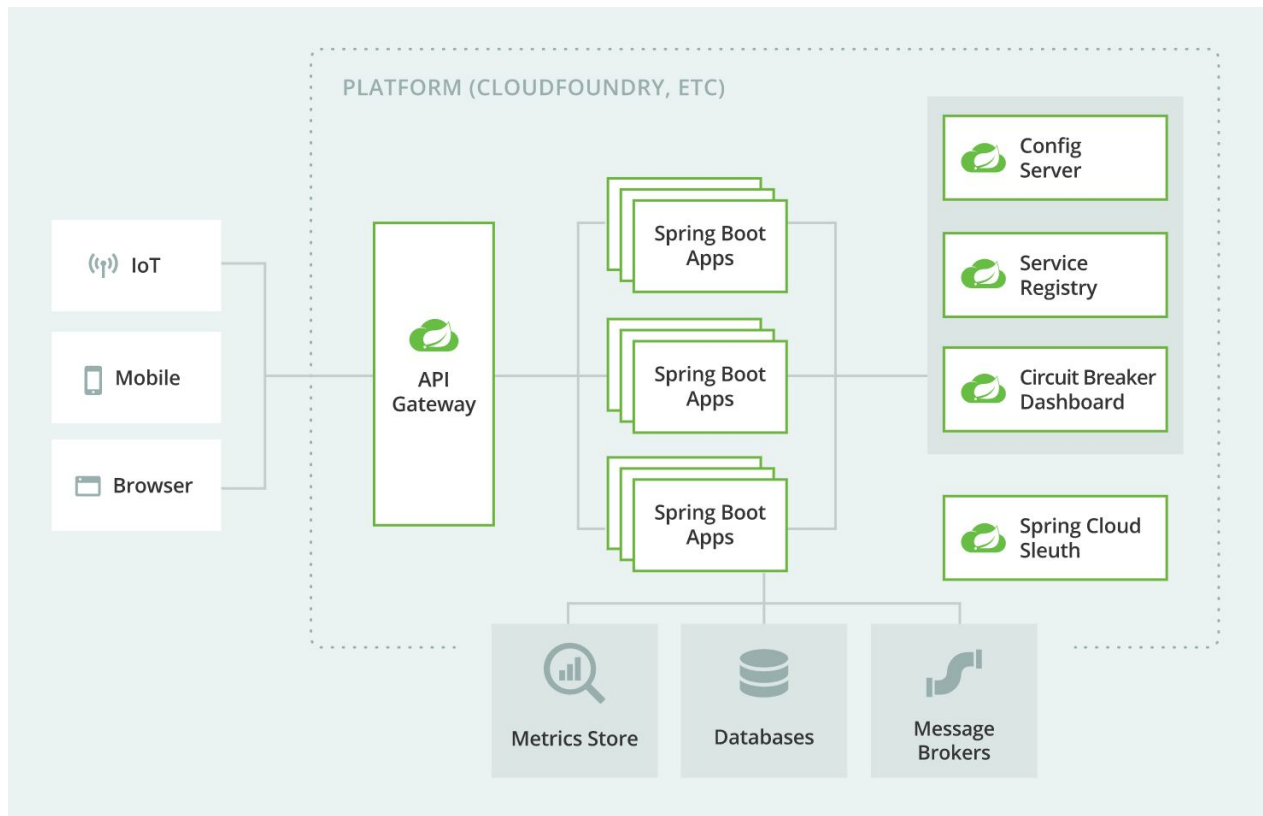 PLATFORM (CLOUDFOUNDRY, ETC)
IoT
Mobile
Browser
API
Gateway
Spring Boot
Apps
Spring Boot
Apps
Spring Boot
Apps
Config
Server
Service
Registry
Circuit Breaker
Dashboard
Spring Cloud
Sleuth
Metrics Store
Databases
Message
Brokers